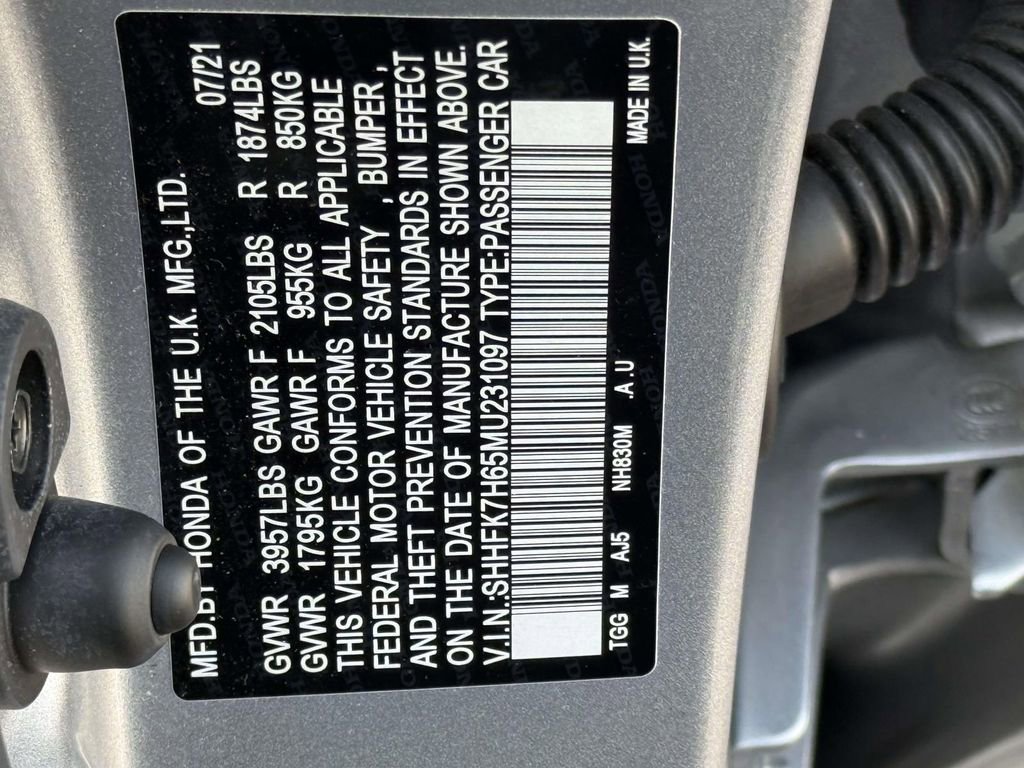 MFD.BY HONDA OF THE U.K. MFG.,LTD. 07/21
GVWR 3957LBS GAWR F 2105LBS R 1874LBS
GVWR 1795KG GAWR F 955KG R 850KG
THIS VEHICLE CONFORMS TO ALL APPLICABLE
FEDERAL MOTOR VEHICLE SAFETY , BUMPER ,
AND THEFT PREVENTION STANDARDS IN EFFECT
ON THE DATE OF MANUFACTURE SHOWN ABOVE.
V.I.N.:SHHFK7H65MU231097 TYPE:PASSENGER CAR
TGG M AJ5 NH830M .A .U MADE IN U.K.